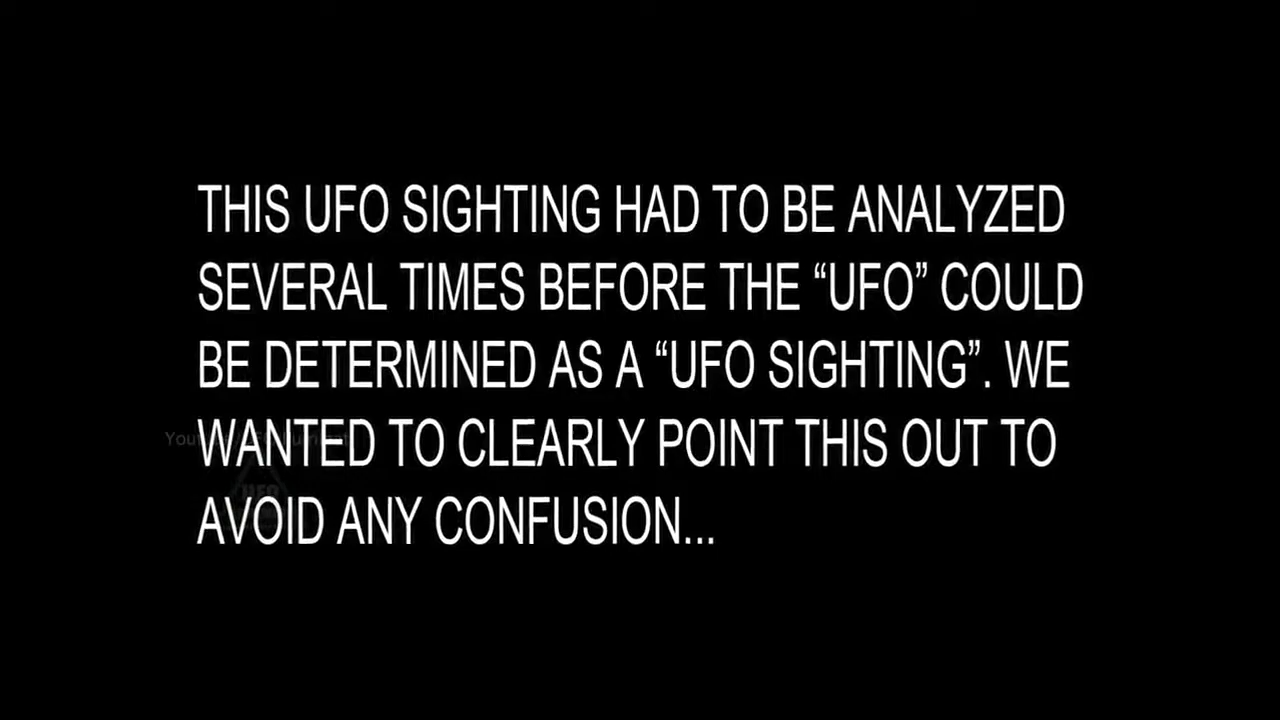 THIS UFO SIGHTING HAD TO BE ANALYZED
SEVERAL TIMES BEFORE THE “UFO” COULD
BE DETERMINED AS A “UFO SIGHTING”. WE
WANTED TO CLEARLY POINT THIS OUT TO
AVOID ANY CONFUSION...
UFO